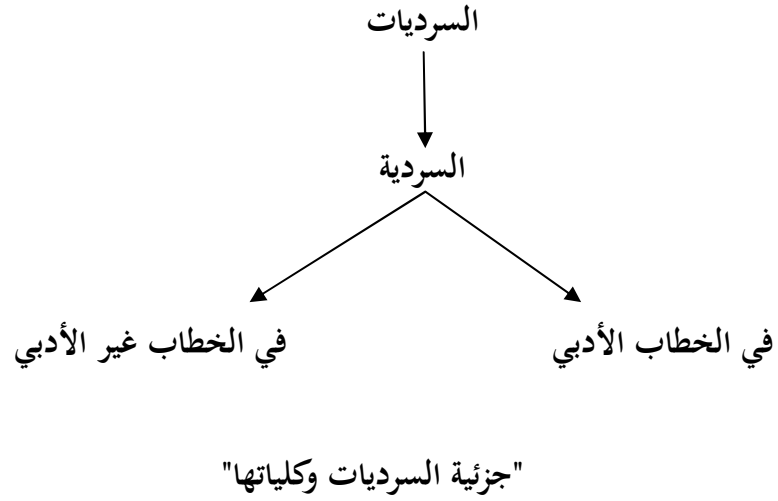 السرديات
السردية
في الخطاب الأدبي
في الخطاب غير الأدبي
"جزئية السرديات وكلياتها"